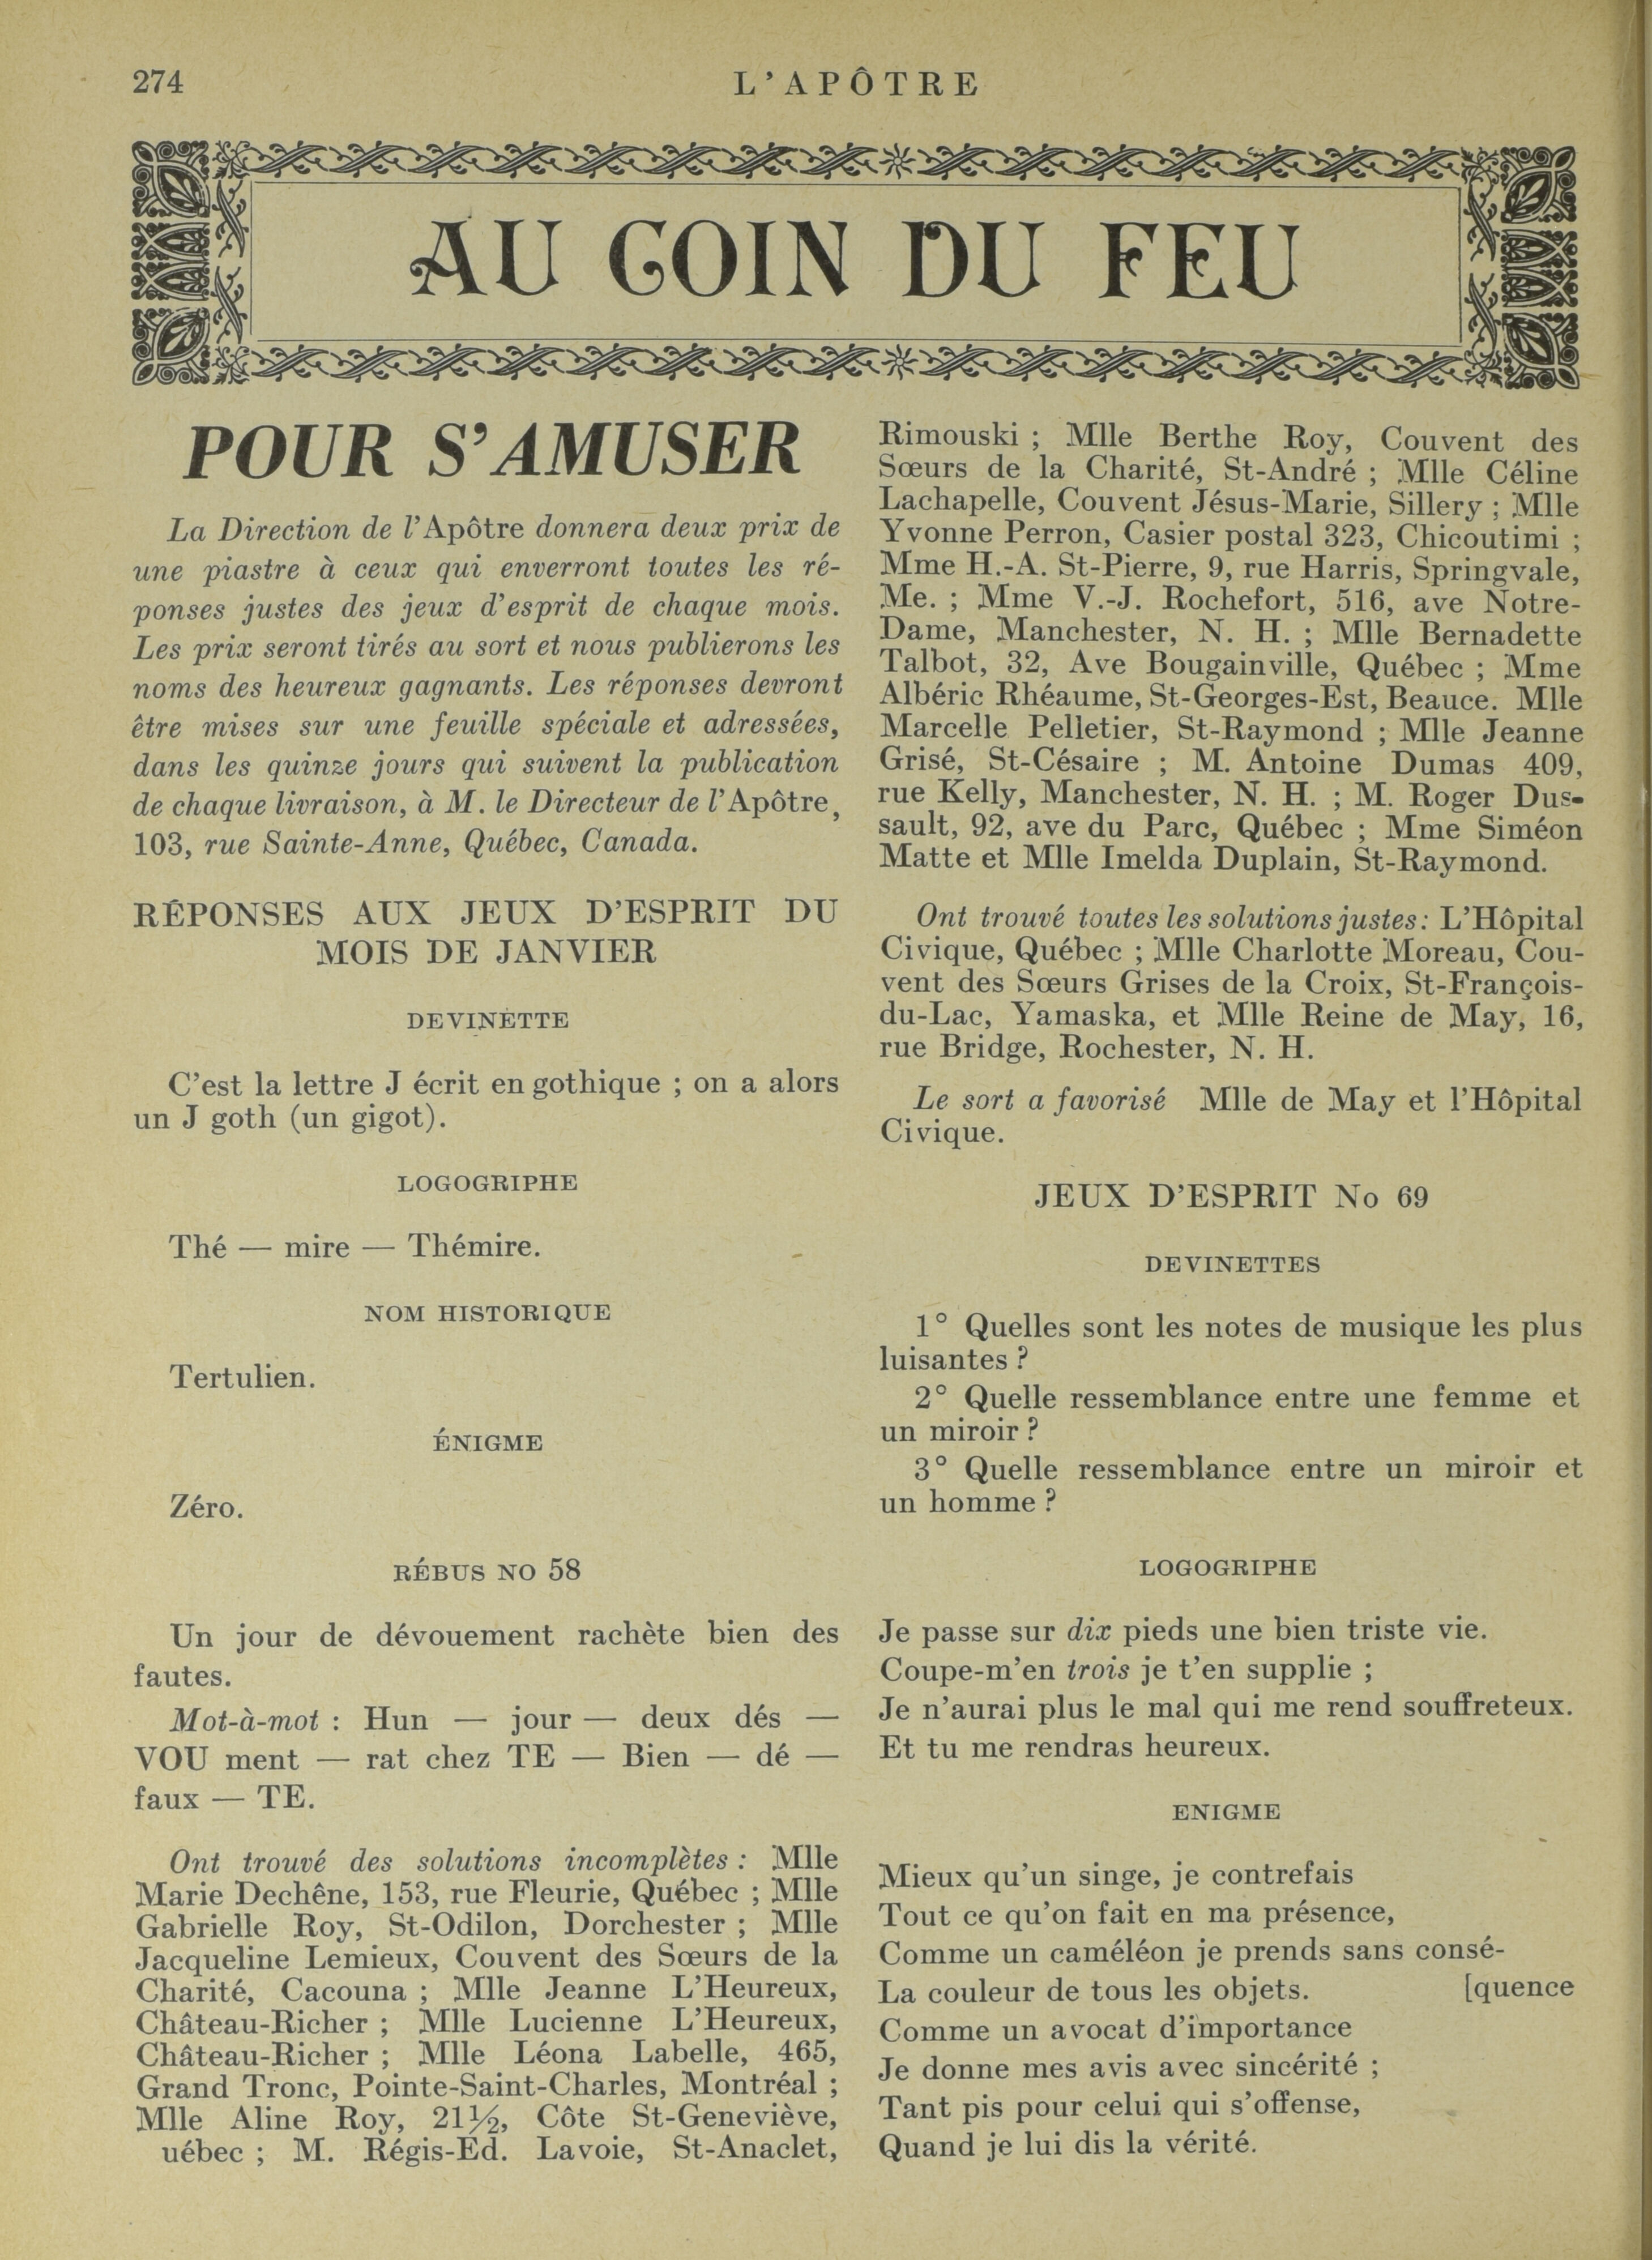 274
L'APÔTRE
AU COIN DU FEU
POUR S'AMUSER
La Direction de l'Apôtre donnera deux prix de
une piastre à ceux qui enverront toutes les ré-
ponses justes des jeux d'esprit de chaque mois.
Les prix seront tirés au sort et nous publierons les
noms des heureux gagnants. Les réponses devront
être mises sur une feuille spéciale et adressées,
dans les quinze jours qui suivent la publication
de chaque livraison, à M. le Directeur de l'Apôtre,
103, rue Sainte-Anne, Québec, Canada.
RÉPONSES AUX JEUX D'ESPRIT DU
MOIS DE JANVIER
DEVINETTE
C'est la lettre J écrit en gothique ; on a alors
un J goth (un gigot).
LOGOGRIPHE
Thé — mire — Thémire.
NOM HISTORIQUE
Tertulien.
ÉNIGME
Zéro.
RÉBUS NO 58
Un jour de dévouement rachète bien des
fautes.
Mot-à-mot : Hun — jour — deux dés —
VOU ment — rat chez TE — Bien — dé —
faux — TE.
Ont trouvé des solutions incomplètes : Mlle
Marie Dechêne, 153, rue Fleurie, Québec ; Mlle
Gabrielle Roy, St-Odilon, Dorchester ; Mlle
Jacqueline Lemieux, Couvent des Sœurs de la
Charité, Cacouna ; Mlle Jeanne L'Heureux,
Château-Richer ; Mlle Lucienne L'Heureux,
Château-Richer ; Mlle Léona Labelle, 465,
Grand Tronc, Pointe-Saint-Charles, Montréal ;
Mlle Aline Roy, 21½, Côte St-Geneviève,
uébec ; M. Régis-Ed. Lavoie, St-Anaclet,
Rimouski ; Mlle Berthe Roy, Couvent des
Sœurs de la Charité, St-André ; Mlle Céline
Lachapelle, Couvent Jésus-Marie, Sillery ; Mlle
Yvonne Perron, Casier postal 323, Chicoutimi ;
Mme H.-A. St-Pierre, 9, rue Harris, Springvale,
Me. ; Mme V.-J. Rochefort, 516, ave Notre-
Dame, Manchester, N. H. ; Mlle Bernadette
Talbot, 32, Ave Bougainville, Québec ; Mme
Albéric Rhéaume, St-Georges-Est, Beauce. Mlle
Marcelle Pelletier, St-Raymond ; Mlle Jeanne
Grisé, St-Césaire ; M. Antoine Dumas 409,
rue Kelly, Manchester, N. H. ; M. Roger Dus-
sault, 92, ave du Parc, Québec ; Mme Siméon
Matte et Mlle Imelda Duplain, St-Raymond.
Ont trouvé toutes les solutions justes: L'Hôpital
Civique, Québec ; Mlle Charlotte Moreau, Cou-
vent des Sœurs Grises de la Croix, St-François-
du-Lac, Yamaska, et Mlle Reine de May, 16,
rue Bridge, Rochester, N. H.
Le sort a favorisé Mlle de May et l'Hôpital
Civique.
JEUX D'ESPRIT No 69
DEVINETTES
1° Quelles sont les notes de musique les plus
luisantes ?
2° Quelle ressemblance entre une femme et
un miroir ?
3° Quelle ressemblance entre un miroir et
un homme ?
LOGOGRIPHE
Je passe sur dix pieds une bien triste vie.
Coupe-m'en trois je t'en supplie ;
Je n'aurai plus le mal qui me rend souffreteux.
Et tu me rendras heureux.
ENIGME
Mieux qu'un singe, je contrefais
Tout ce qu'on fait en ma présence,
Comme un caméléon je prends sans consé-
La couleur de tous les objets. [quence
Comme un avocat d'importance
Je donne mes avis avec sincérité ;
Tant pis pour celui qui s'offense,
Quand je lui dis la vérité.